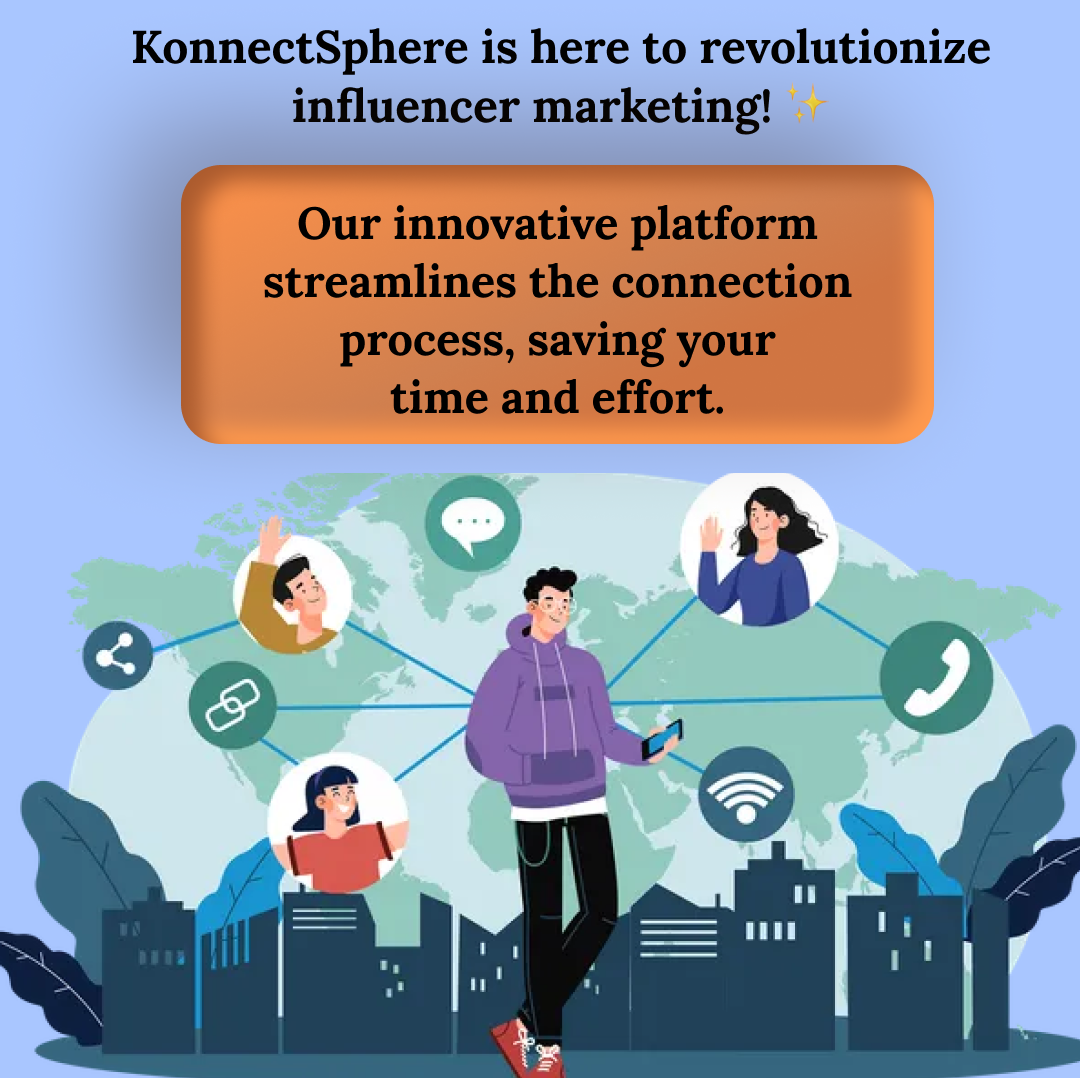 KonnectSphere is here to revolutionize
influencer marketing! ✨
Our innovative platform
streamlines the connection
process, saving your
time and effort.